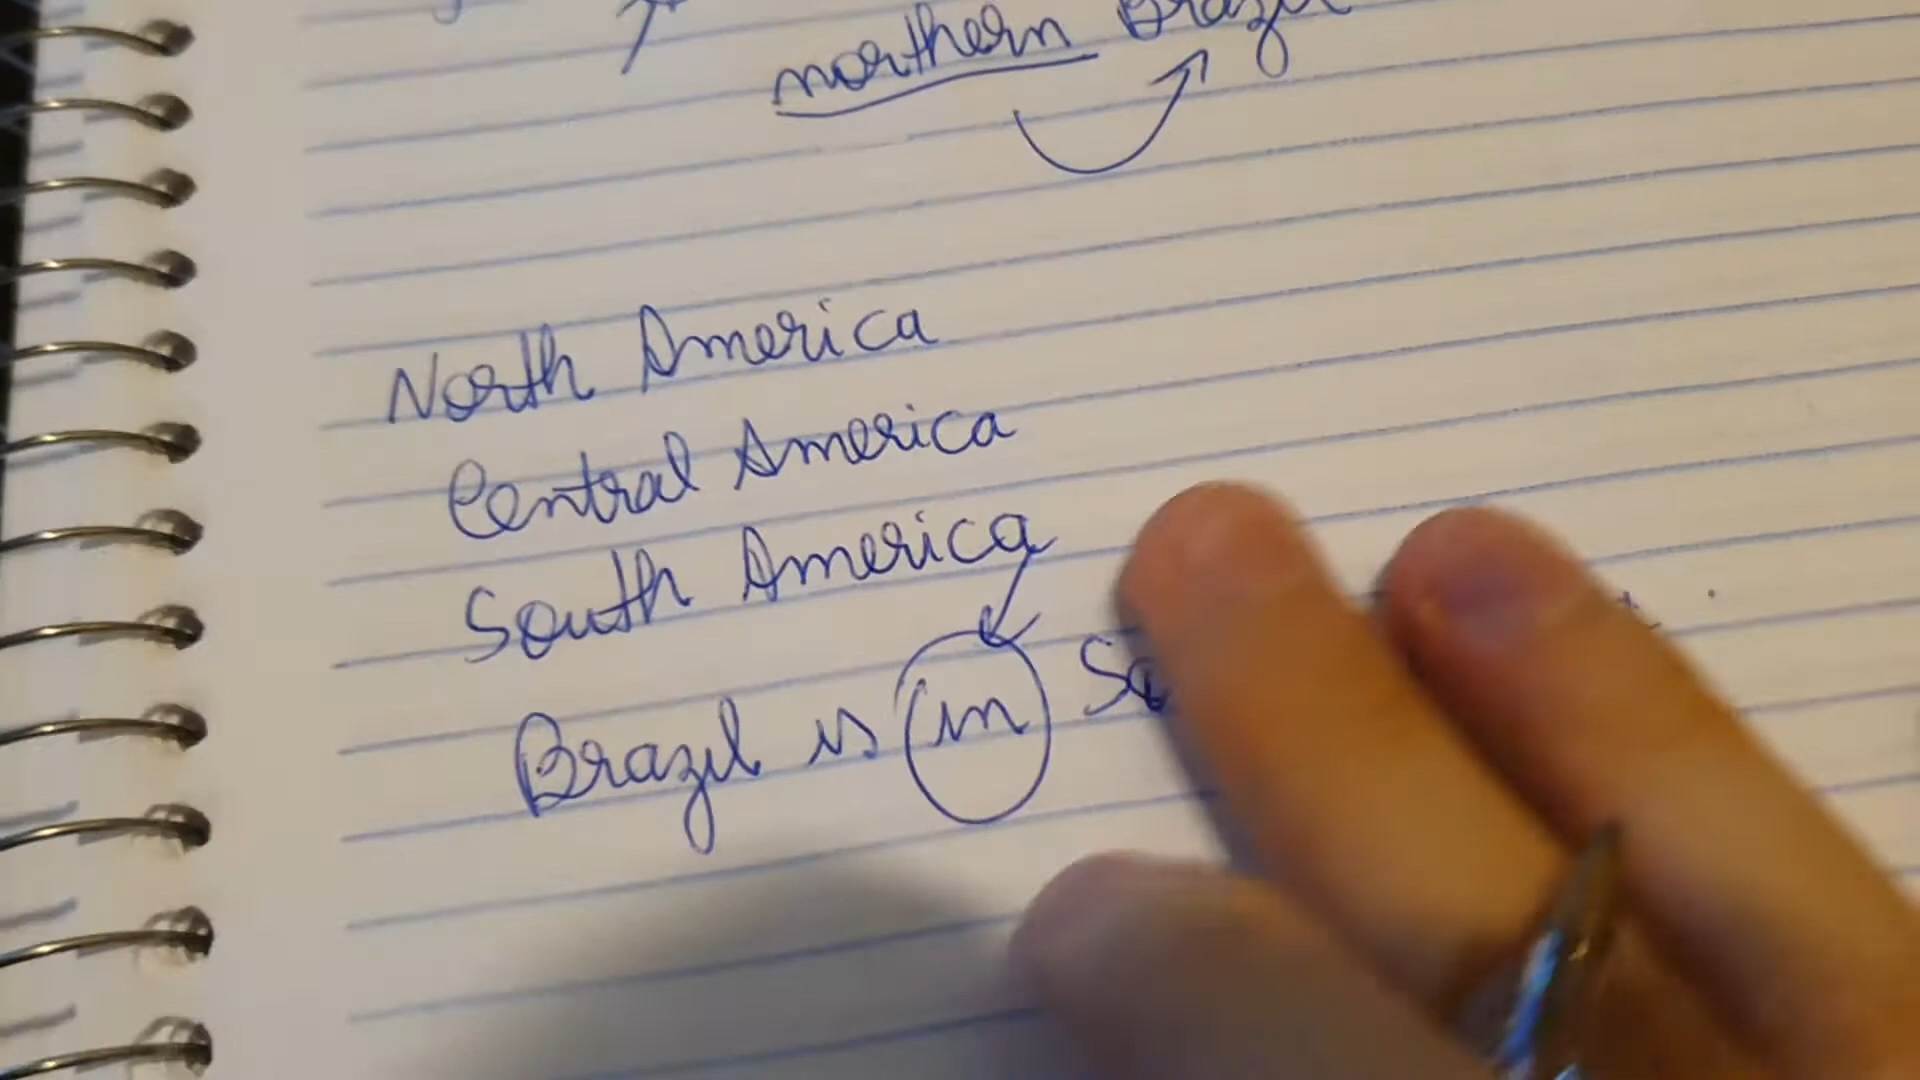 northern Brazil
North America
Central America
South America
Brazil is in